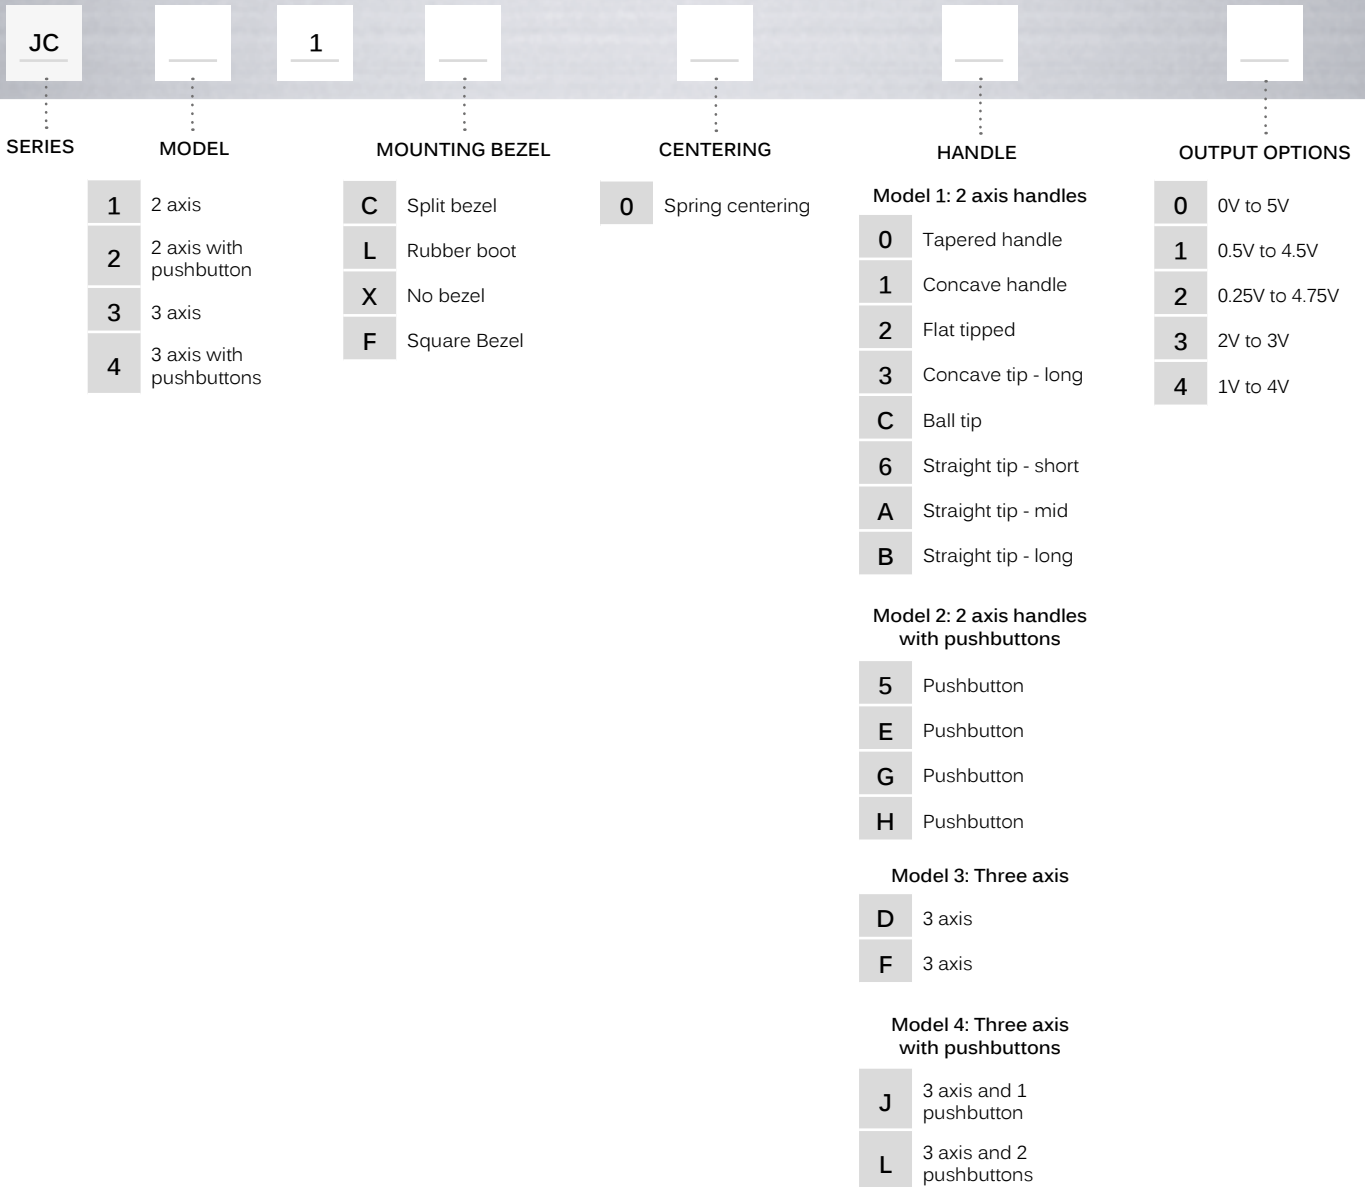 JC 1
SERIES
MODEL
1 2 axis
2 2 axis with
pushbutton
3 3 axis
4 3 axis with
pushbuttons
MOUNTING BEZEL
C Split bezel
L Rubber boot
X No bezel
F Square Bezel
CENTERING
0 Spring centering
HANDLE
Model 1: 2 axis handles
0 Tapered handle
1 Concave handle
2 Flat tipped
3 Concave tip - long
C Ball tip
6 Straight tip - short
A Straight tip - mid
B Straight tip - long
Model 2: 2 axis handles
with pushbuttons
5 Pushbutton
E Pushbutton
G Pushbutton
H Pushbutton
Model 3: Three axis
D 3 axis
F 3 axis
Model 4: Three axis
with pushbuttons
J 3 axis and 1
pushbutton
L 3 axis and 2
pushbuttons
OUTPUT OPTIONS
0 0V to 5V
1 0.5V to 4.5V
2 0.25V to 4.75V
3 2V to 3V
4 1V to 4V